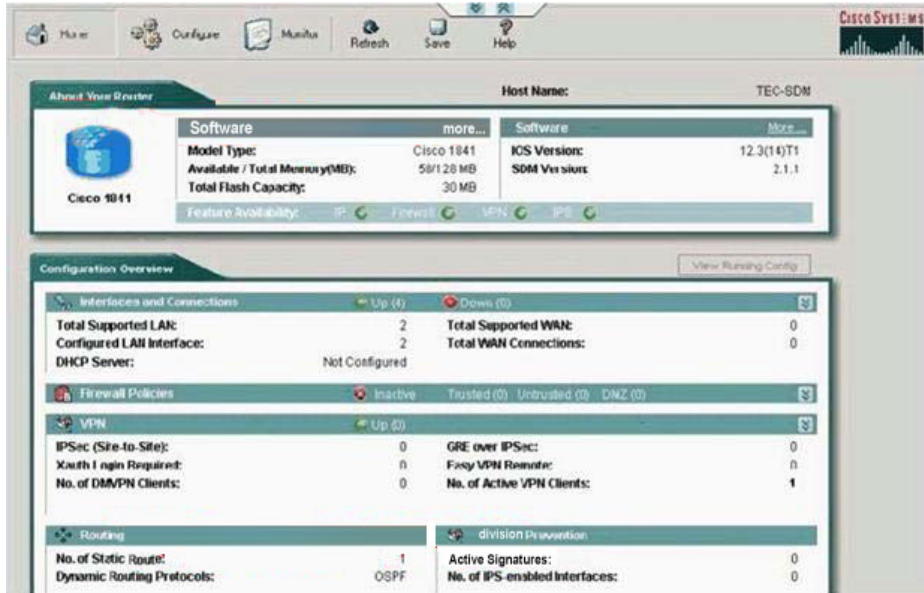 Home Configure Monitor Refresh Save Help
CISCO SYSTEMS
About Your Router
Host Name: TEC-SDM
Cisco 1841
Software more...
Model Type: Cisco 1841
Available / Total Memory(MB): 58/128 MB
Total Flash Capacity: 30 MB
Software More ...
IOS Version: 12.3(14)T1
SDM Version: 2.1.1
Feature Availability: IP Firewall VPN IPS
Configuration Overview
View Running Config
Interfaces and Connections Up (4) Down (0)
Total Supported LAN: 2 Total Supported WAN: 0
Configured LAN Interface: 2 Total WAN Connections: 0
DHCP Server: Not Configured
Firewall Policies Inactive Trusted (0) Untrusted (0) DMZ (0)
VPN Up (0)
IPSec (Site-to-Site): 0 GRE over IPSec: 0
Xauth Login Required: 0 Easy VPN Remote: 0
No. of DMVPN Clients: 0 No. of Active VPN Clients: 1
Routing
No. of Static Route: 1
Dynamic Routing Protocols: OSPF
division Prevention
Active Signatures: 0
No. of IPS-enabled Interfaces: 0